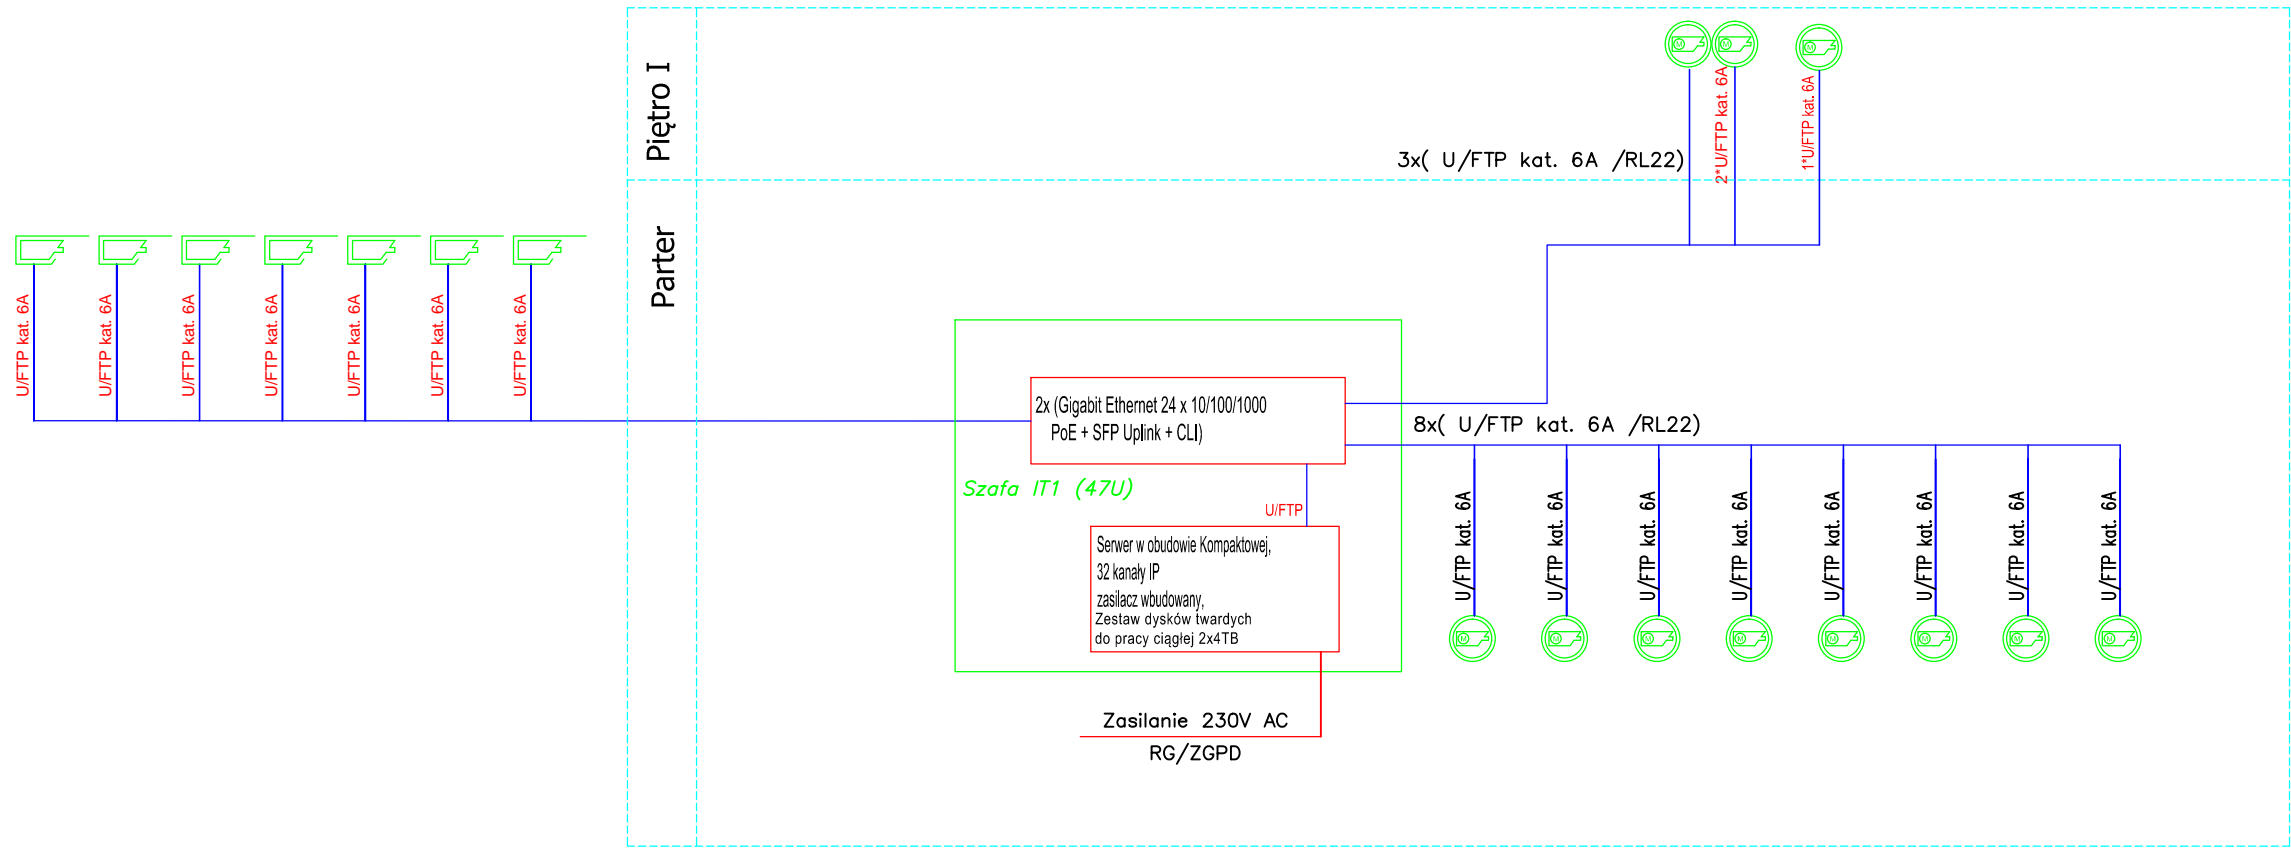 Piętro I
3x( U/FTP kat. 6A /RL22)
2*U/FTP kat. 6A
1*U/FTP kat. 6A
M
M
M
Parter
U/FTP kat. 6A
U/FTP kat. 6A
U/FTP kat. 6A
U/FTP kat. 6A
U/FTP kat. 6A
U/FTP kat. 6A
U/FTP kat. 6A
2x (Gigabit Ethernet 24 x 10/100/1000
PoE + SFP Uplink + CLI)
Szafa IT1 (47U)
U/FTP
Serwer w obudowie Kompaktowej,
32 kanały IP
zasilacz wbudowany,
Zestaw dysków twardych
do pracy ciągłej 2x4TB
Zasilanie 230V AC
RG/ZGPD
8x( U/FTP kat. 6A /RL22)
U/FTP kat. 6A
U/FTP kat. 6A
U/FTP kat. 6A
U/FTP kat. 6A
U/FTP kat. 6A
U/FTP kat. 6A
U/FTP kat. 6A
U/FTP kat. 6A
M
M
M
M
M
M
M
M